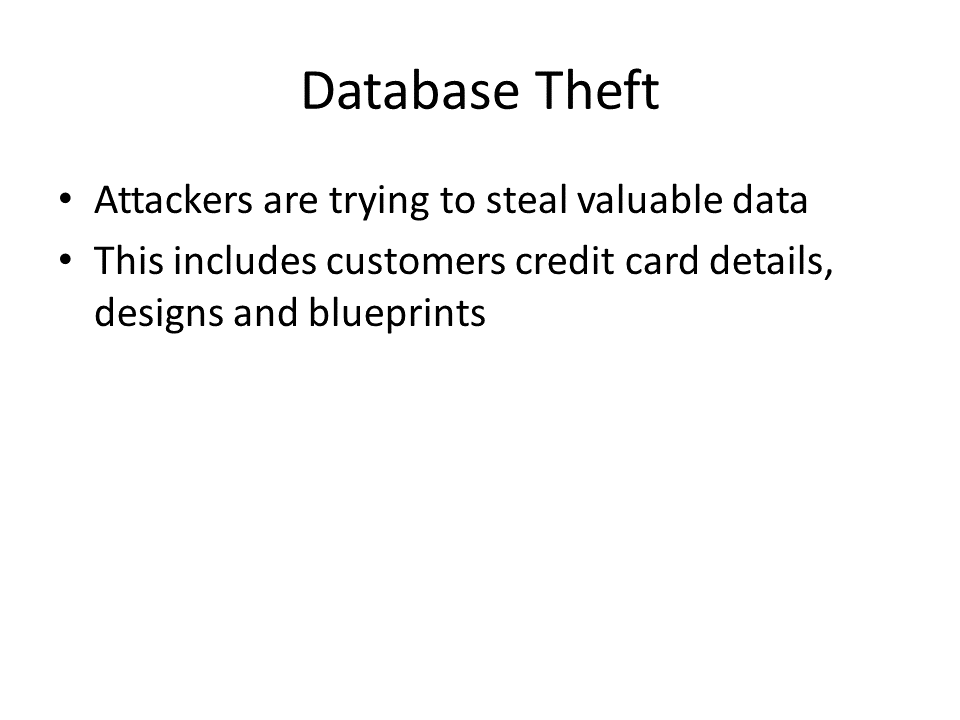 Database Theft
• Attackers are trying to steal valuable data
• This includes customers credit card details,
designs and blueprints